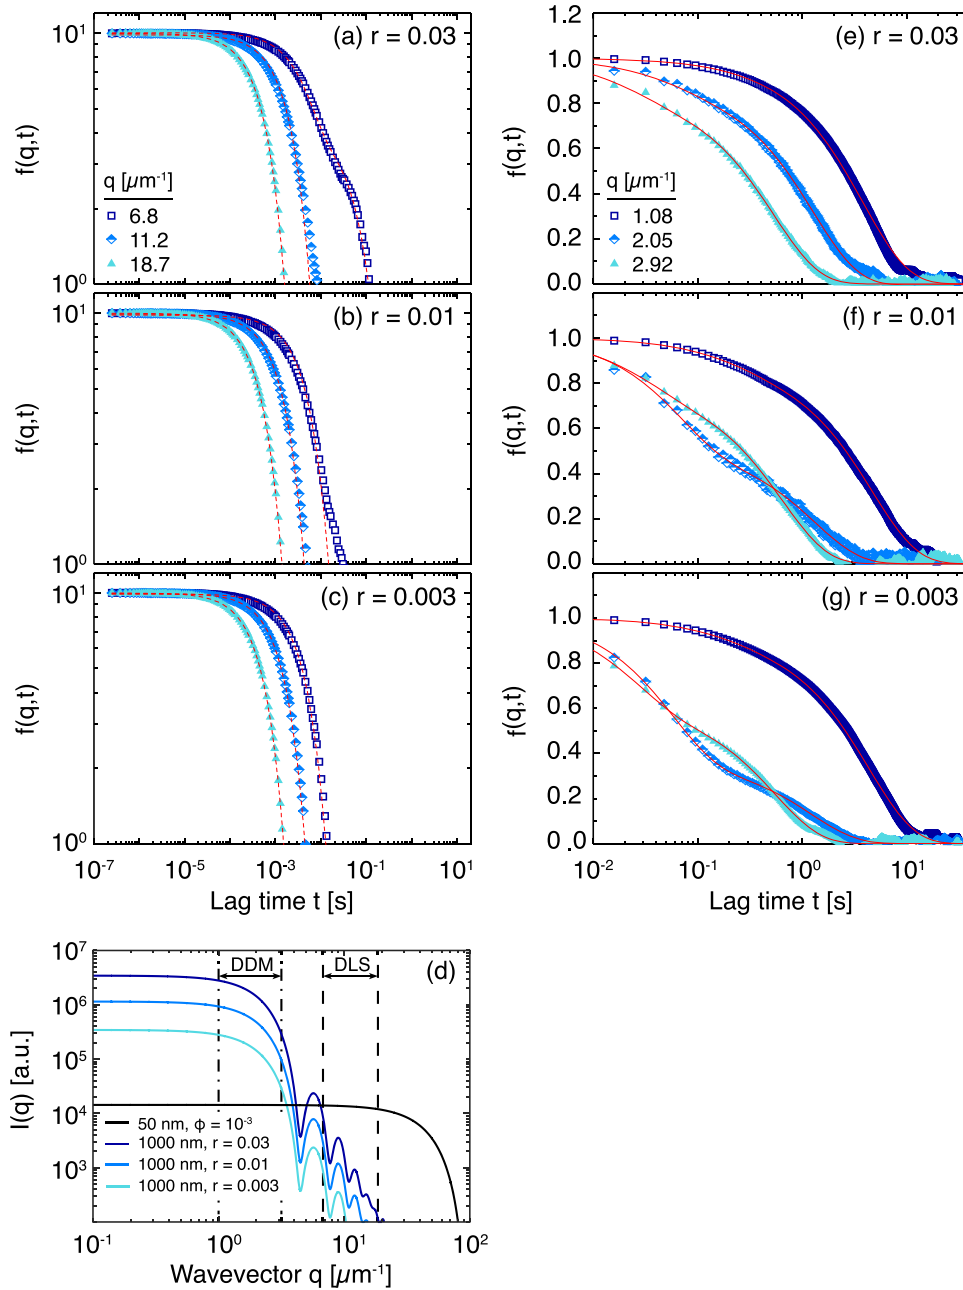 (a) r = 0.03
10¹
f(q,t)
q [µm⁻¹]
6.8
11.2
18.7
10⁰
(b) r = 0.01
10¹
f(q,t)
10⁰
(c) r = 0.003
10¹
f(q,t)
10⁰
10⁻⁷ 10⁻⁵ 10⁻³ 10⁻¹
Lag time t [s]
(e) r = 0.03
1.2
1.0
0.8
0.6
0.4
0.2
0.0
f(q,t)
q [µm⁻¹]
1.08
2.05
2.92
(f) r = 0.01
1.0
0.8
0.6
0.4
0.2
0.0
f(q,t)
(g) r = 0.003
1.0
0.8
0.6
0.4
0.2
.0
f(q,t)
10⁻² 10⁻¹ 10⁰ 10¹
Lag time t [s]
(d)
DDM
DLS
10⁷
10⁶
10⁵
10⁴
10³
I(q) [a.u.]
50 nm, ϕ = 10⁻³
1000 nm, r = 0.03
1000 nm, r = 0.01
1000 nm, r = 0.003
10⁻¹ 10⁰ 10¹ 10²
Wavevector q [µm⁻¹]